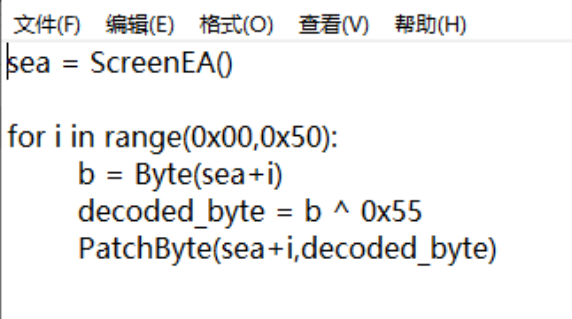 文件(F) 编辑(E) 格式(O) 查看(V) 帮助(H)
sea = ScreenEA()
for i in range(0x00,0x50):
b = Byte(sea+i)
decoded_byte = b ^ 0x55
PatchByte(sea+i,decoded_byte)